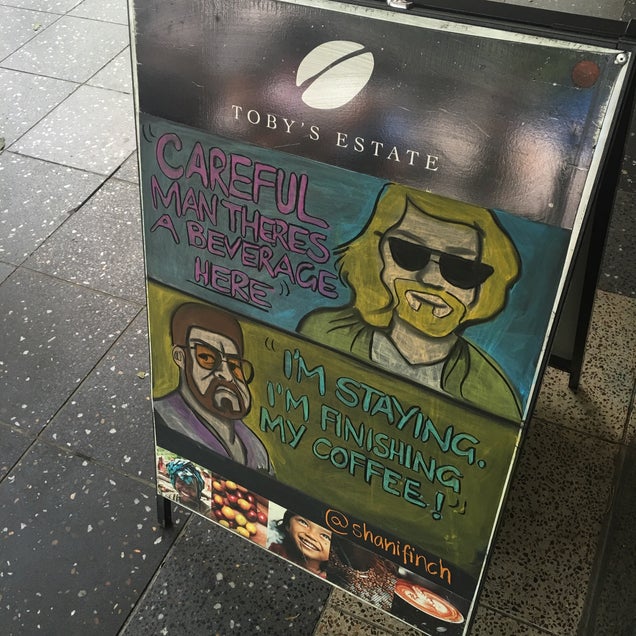 TOBY'S ESTATE
"CAREFUL
MAN THERES
A BEVERAGE
HERE"
"I'M STAYING.
I'M FINISHING
MY COFFEE!"
@shanifinch